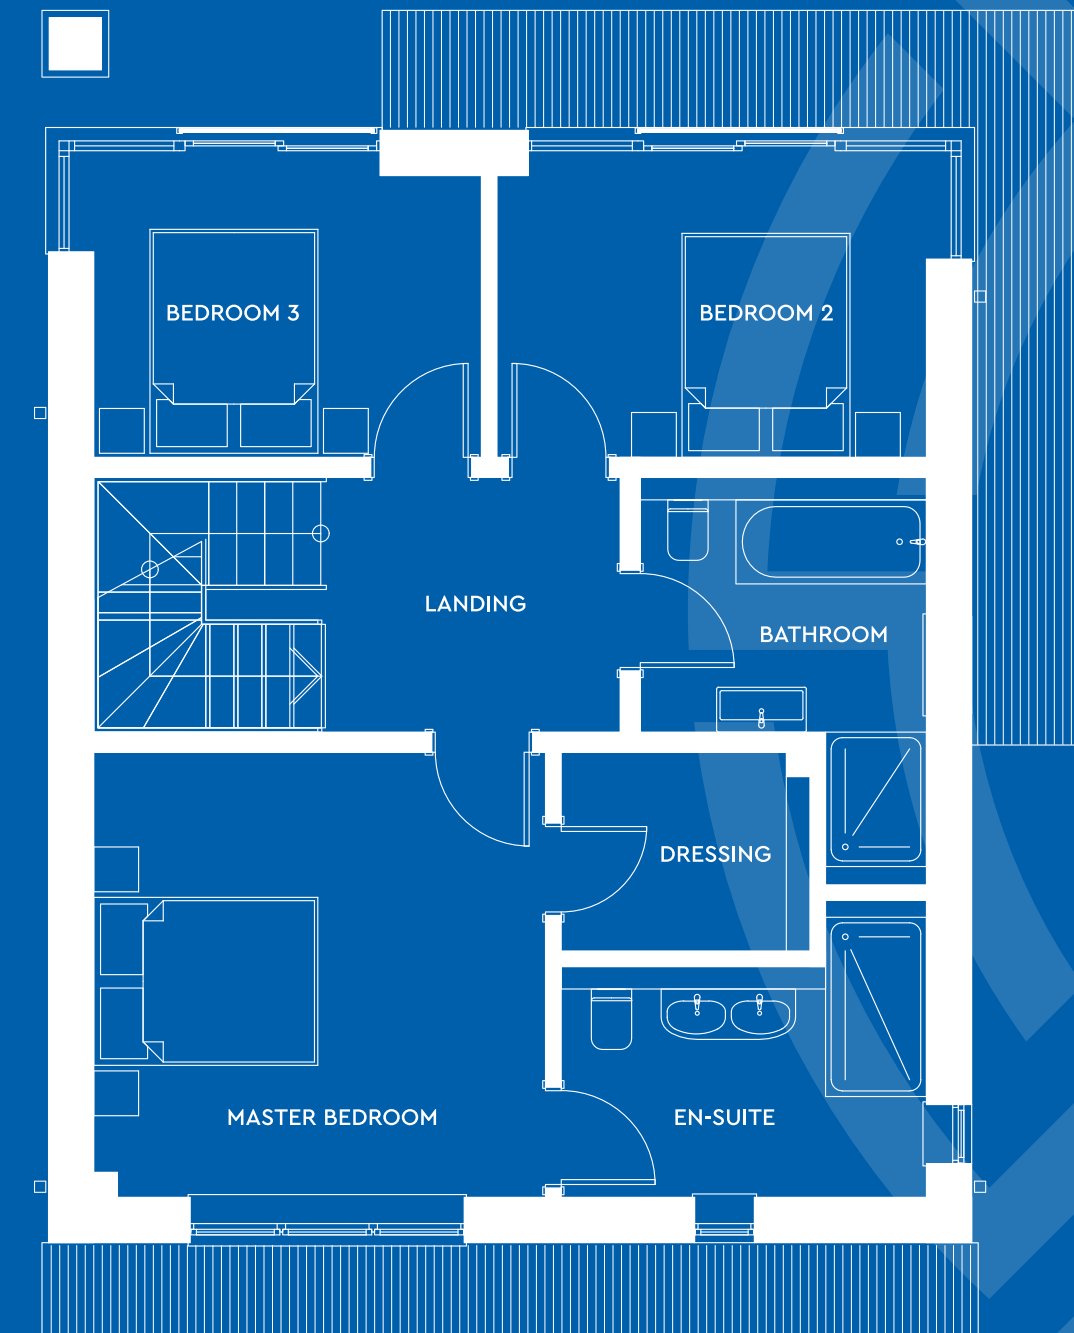 BEDROOM 3
BEDROOM 2
LANDING
BATHROOM
DRESSING
MASTER BEDROOM
EN-SUITE